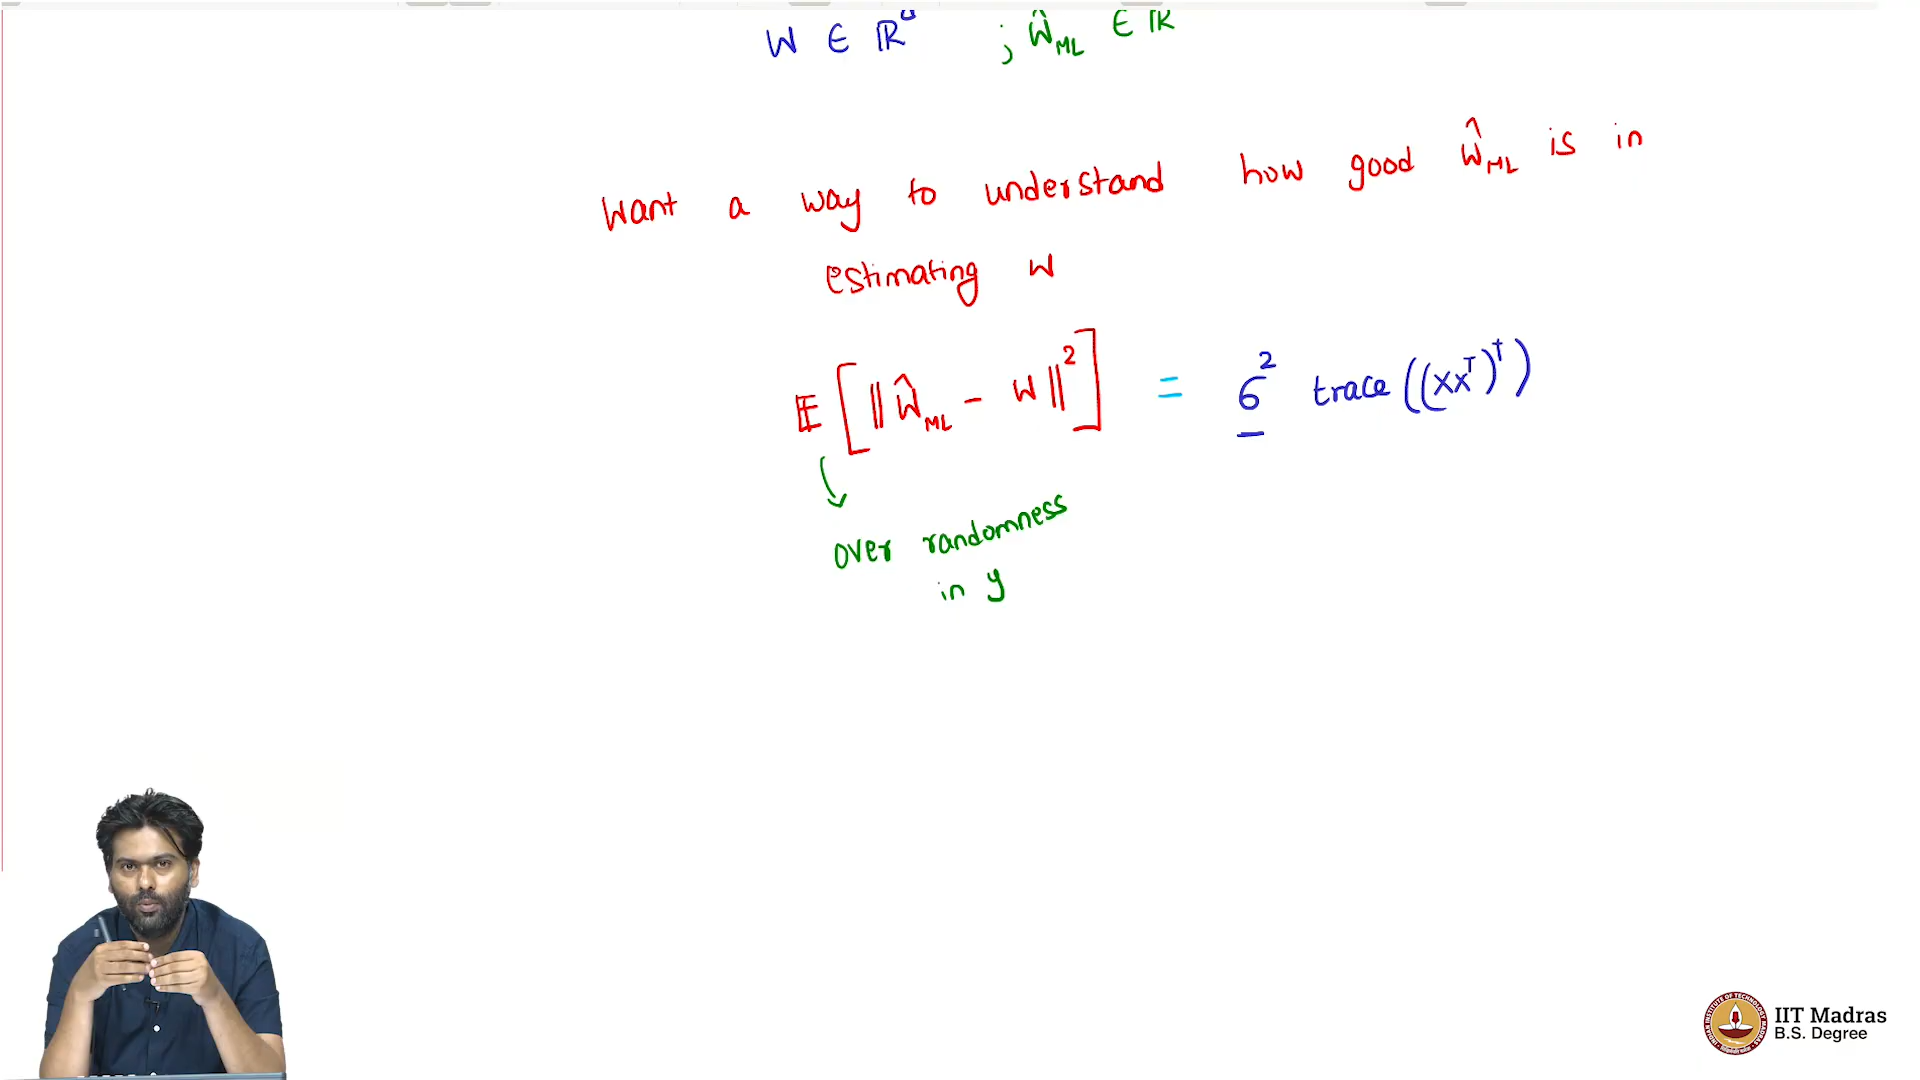 W ∈ ℝᵈ ; Ŵ_ML ∈ ℝ
Want a way to understand how good Ŵ_ML is in
estimating W
𝔼[‖Ŵ_ML - W‖²] = σ² trace((XXᵀ)†)
over randomness
in y
IIT Madras
B.S. Degree